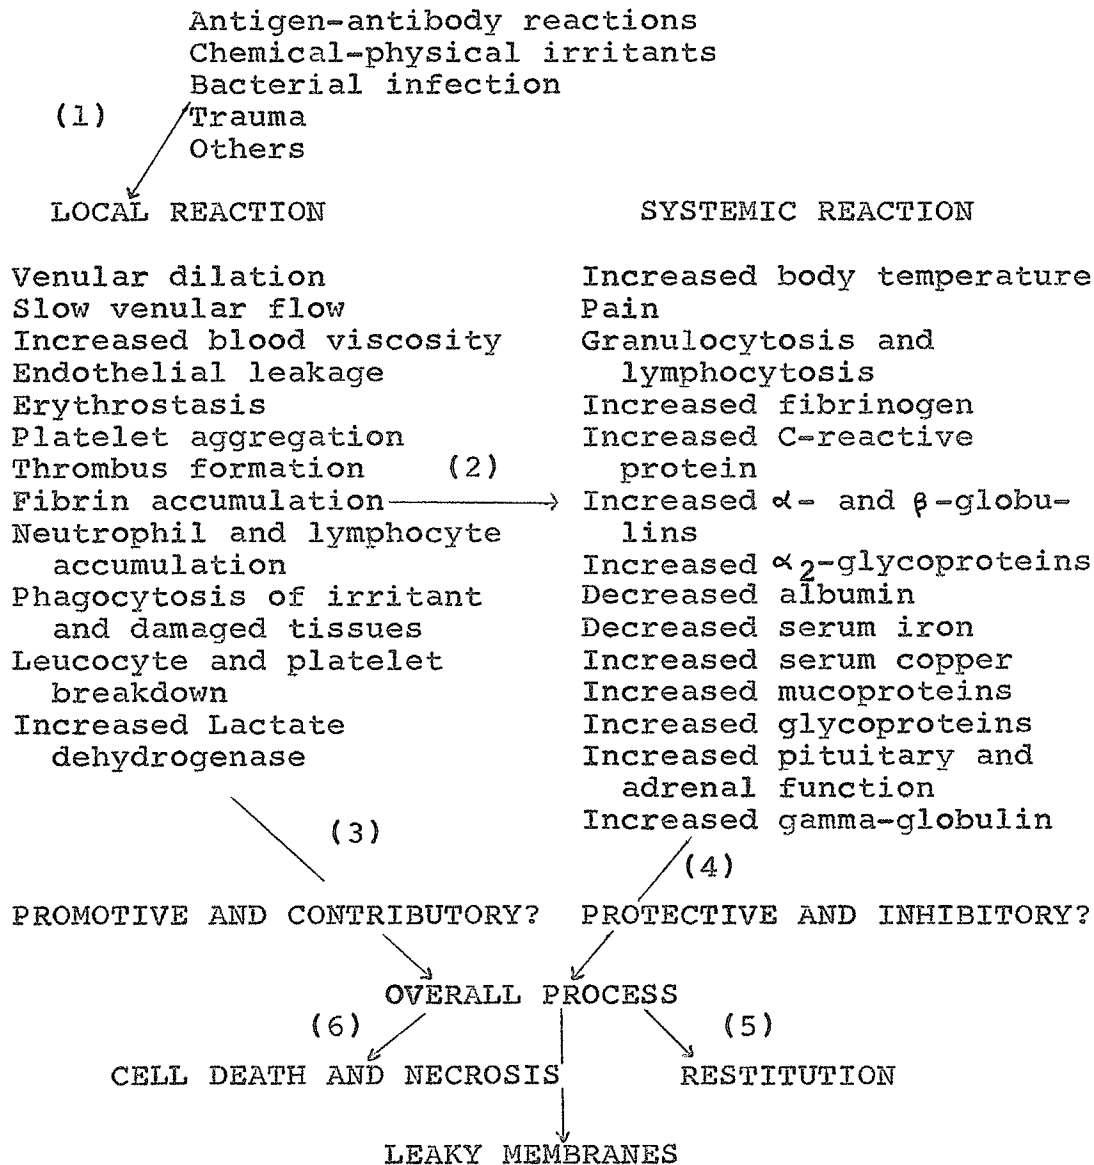 Antigen-antibody reactions
Chemical-physical irritants
Bacterial infection
(1)
Trauma
Others
LOCAL REACTION
Venular dilation
Slow venular flow
Increased blood viscosity
Endothelial leakage
Erythrostasis
Platelet aggregation
Thrombus formation
(2)
Fibrin accumulation
Neutrophil and lymphocyte
accumulation
Phagocytosis of irritant
and damaged tissues
Leucocyte and platelet
breakdown
Increased Lactate
dehydrogenase
SYSTEMIC REACTION
Increased body temperature
Pain
Granulocytosis and
lymphocytosis
Increased fibrinogen
Increased C-reactive
protein
Increased α- and β-globu-
lins
Increased α2-glycoproteins
Decreased albumin
Decreased serum iron
Increased serum copper
Increased mucoproteins
Increased glycoproteins
Increased pituitary and
adrenal function
Increased gamma-globulin
(3)
(4)
PROMOTIVE AND CONTRIBUTORY?
PROTECTIVE AND INHIBITORY?
OVERALL PROCESS
(6)
(5)
CELL DEATH AND NECROSIS
RESTITUTION
LEAKY MEMBRANES